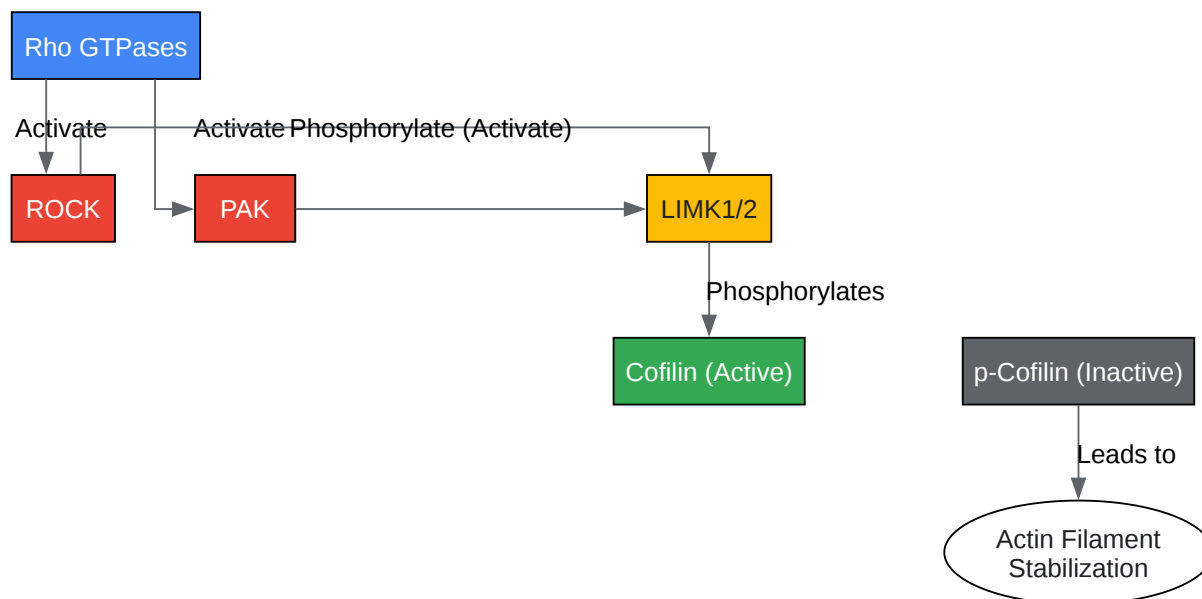 Rho GTPases
Activate
Activate
Phosphorylate (Activate)
ROCK
PAK
LIMK1/2
Phosphorylates
Cofilin (Active)
p-Cofilin (Inactive)
Leads to
Actin Filament
Stabilization